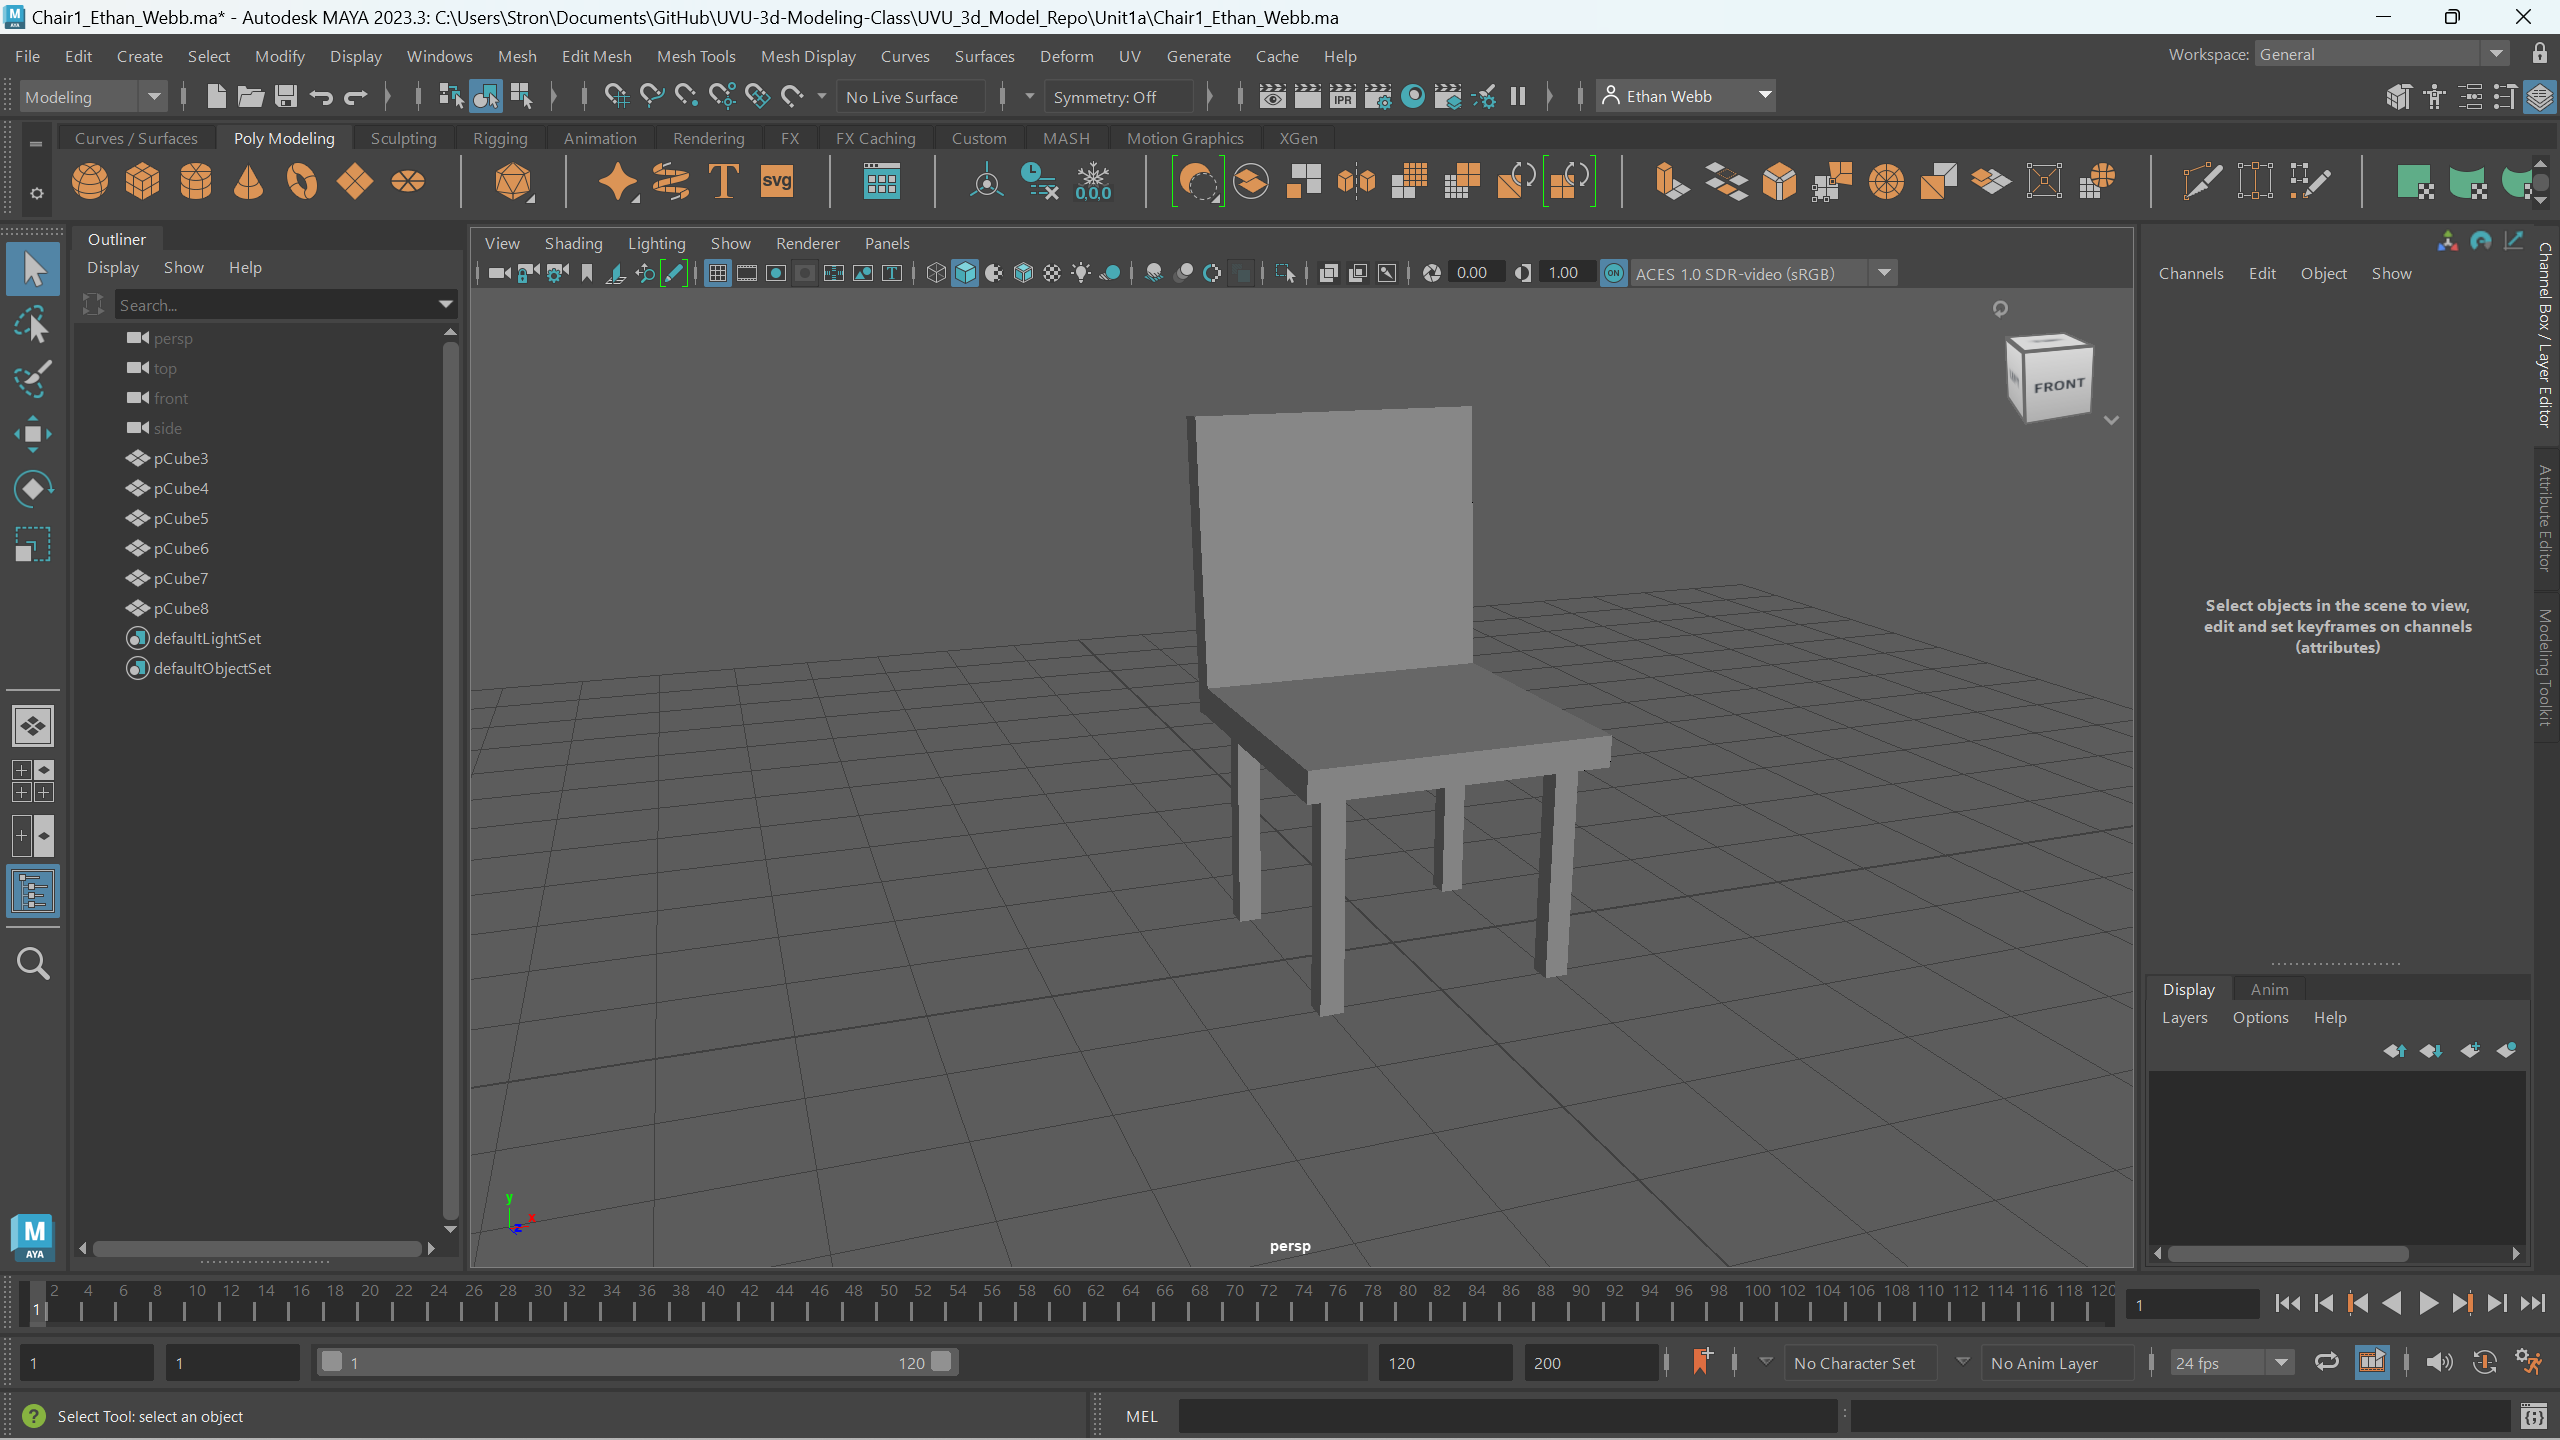 Chair1_Ethan_Webb.ma* - Autodesk MAYA 2023.3: C:\Users\Stron\Documents\GitHub\UVU-3d-Modeling-Class\UVU_3d_Model_Repo\Unit1a\Chair1_Ethan_Webb.ma
File Edit Create Select Modify Display Windows Mesh Edit Mesh Mesh Tools Mesh Display Curves Surfaces Deform UV Generate Cache Help
Workspace: General
Modeling No Live Surface Symmetry: Off IPR Ethan Webb
Curves / Surfaces Poly Modeling Sculpting Rigging Animation Rendering FX FX Caching Custom MASH Motion Graphics XGen
T svg 0,0,0
Outliner
Display Show Help
Search...
persp
top
front
side
pCube3
pCube4
pCube5
pCube6
pCube7
pCube8
defaultLightSet
defaultObjectSet
View Shading Lighting Show Renderer Panels
0.00 1.00 ON ACES 1.0 SDR-video (sRGB)
FRONT
y
x
z
persp
Channels Edit Object Show
Select objects in the scene to view,
edit and set keyframes on channels
(attributes)
Channel Box / Layer Editor
Attribute Editor
Modeling Toolkit
Display Anim
Layers Options Help
M
AYA
2 4 6 8 10 12 14 16 18 20 22 24 26 28 30 32 34 36 38 40 42 44 46 48 50 52 54 56 58 60 62 64 66 68 70 72 74 76 78 80 82 84 86 88 90 92 94 96 98 100 102 104 106 108 110 112 114 116 118 120
1
1
1 1 1 120 120 200 No Character Set No Anim Layer 24 fps
Select Tool: select an object MEL